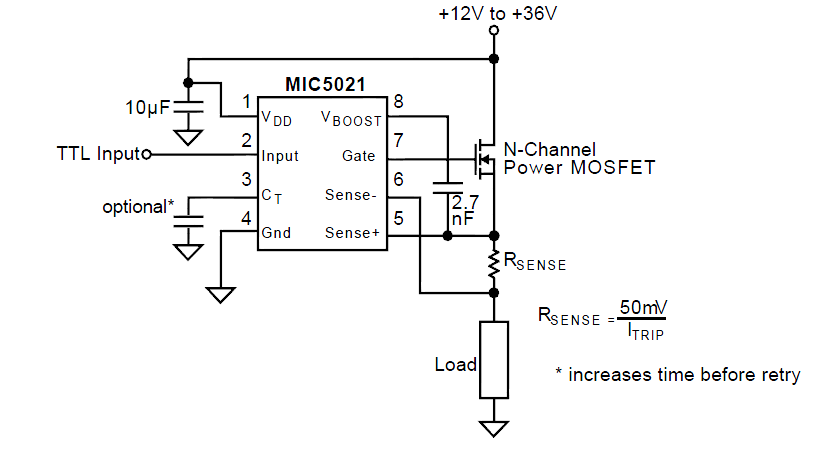 +12V to +36V
MIC5021
10µF
1
8
VDD
VBOOST
TTL Input
2
7
Input
Gate
N-Channel
Power MOSFET
3
6
optional*
CT
Sense-
2.7
nF
4
5
Gnd
Sense+
RSENSE
RSENSE = 50mV
ITRIP
Load
* increases time before retry